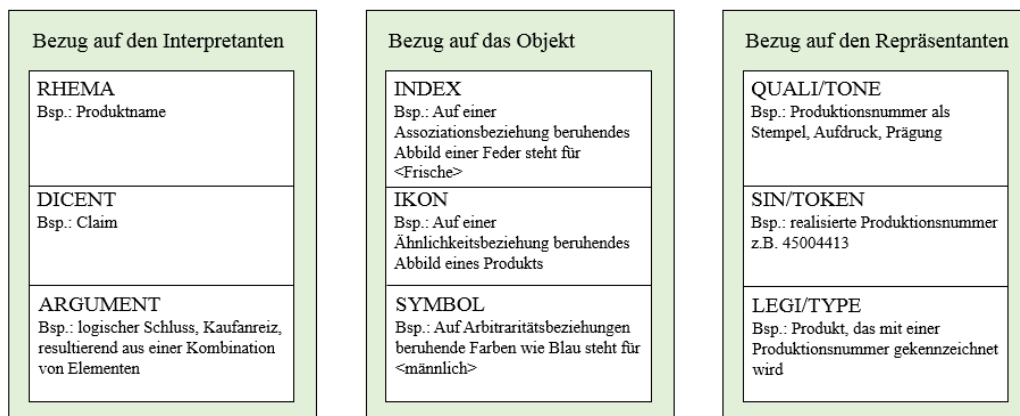 Bezug auf den Interpretanten
RHEMA
Bsp.: Produktname
DICENT
Bsp.: Claim
ARGUMENT
Bsp.: logischer Schluss, Kaufanreiz,
resultierend aus einer Kombination
von Elementen
Bezug auf das Objekt
INDEX
Bsp.: Auf einer
Assoziationsbeziehung beruhendes
Abbild einer Feder steht für
<Frische>
IKON
Bsp.: Auf einer
Ähnlichkeitsbeziehung beruhendes
Abbild eines Produkts
SYMBOL
Bsp.: Auf Arbitraritätsbeziehungen
beruhende Farben wie Blau steht für
<männlich>
Bezug auf den Repräsentanten
QUALI/TONE
Bsp.: Produktionsnummer als
Stempel, Aufdruck, Prägung
SIN/TOKEN
Bsp.: realisierte Produktionsnummer
z.B. 45004413
LEGI/TYPE
Bsp.: Produkt, das mit einer
Produktionsnummer gekennzeichnet
wird